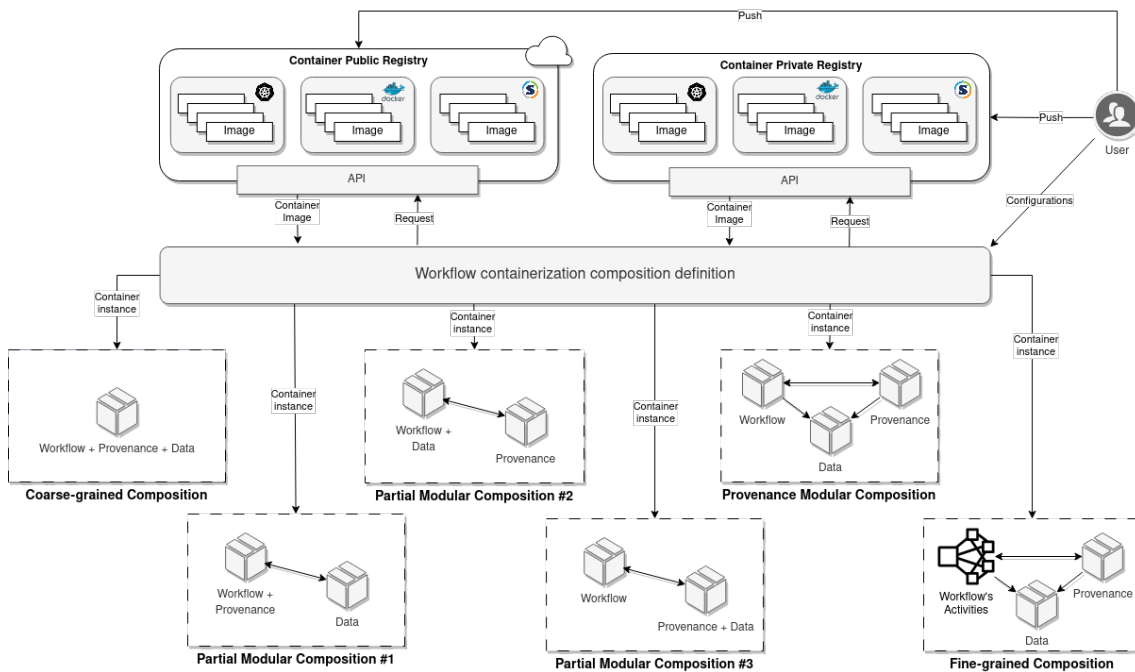 Push
Container Public Registry
Container Private Registry
docker
docker
Image
Image
Image
Image
Image
Image
Push
User
API
API
Container
Image
Request
Container
Image
Request
Configurations
Workflow containerization composition definition
Container
instance
Container
instance
Container
instance
Container
instance
Container
instance
Container
instance
Workflow + Provenance + Data
Coarse-grained Composition
Workflow +
Data
Provenance
Partial Modular Composition #2
Workflow
Provenance
Data
Provenance Modular Composition
Workflow +
Provenance
Data
Partial Modular Composition #1
Workflow
Provenance + Data
Partial Modular Composition #3
Workflow's
Activities
Provenance
Data
Fine-grained Composition